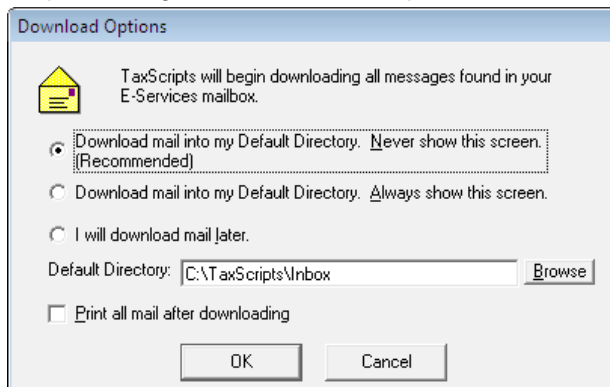 Download Options
TaxScripts will begin downloading all messages found in your
E-Services mailbox.
Download mail into my Default Directory. Never show this screen.
(Recommended)
Download mail into my Default Directory. Always show this screen.
I will download mail later.
Default Directory: C:\TaxScripts\Inbox Browse
Print all mail after downloading
OK Cancel